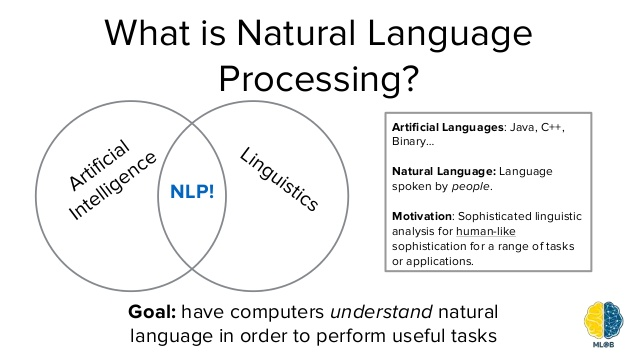 What is Natural Language
Processing?
Artificial
Intelligence
NLP!
Linguistics
Artificial Languages: Java, C++,
Binary...
Natural Language: Language
spoken by people.
Motivation: Sophisticated linguistic
analysis for human-like
sophistication for a range of tasks
or applications.
Goal: have computers understand natural
language in order to perform useful tasks
ML@B